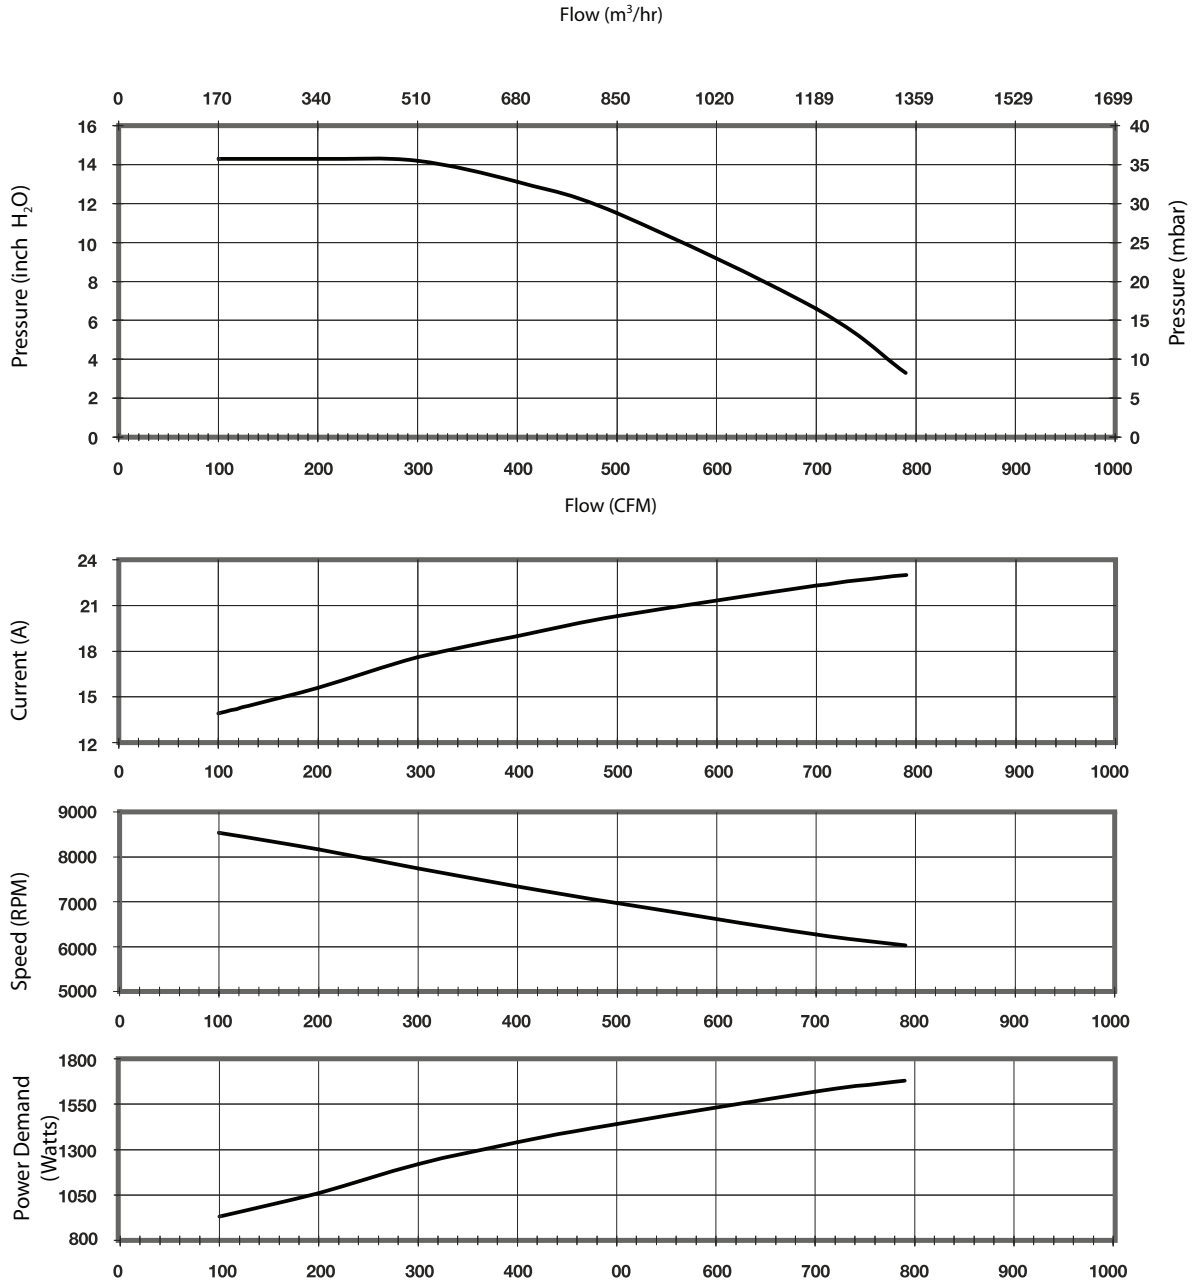 Flow (m³/hr)
0 170 340 510 680 850 1020 1189 1359 1529 1699
16 40
14 35
12 30
10 25
8 20
6 15
4 10
2 5
0 0
Pressure (inch H₂O)
Pressure (mbar)
0 100 200 300 400 500 600 700 800 900 1000
Flow (CFM)
24
21
18
15
12
Current (A)
0 100 200 300 400 500 600 700 800 900 1000
9000
8000
7000
6000
5000
Speed (RPM)
0 100 200 300 400 500 600 700 800 900 1000
1800
1550
1300
1050
800
Power Demand
(Watts)
0 100 200 300 400 00 600 700 800 900 1000